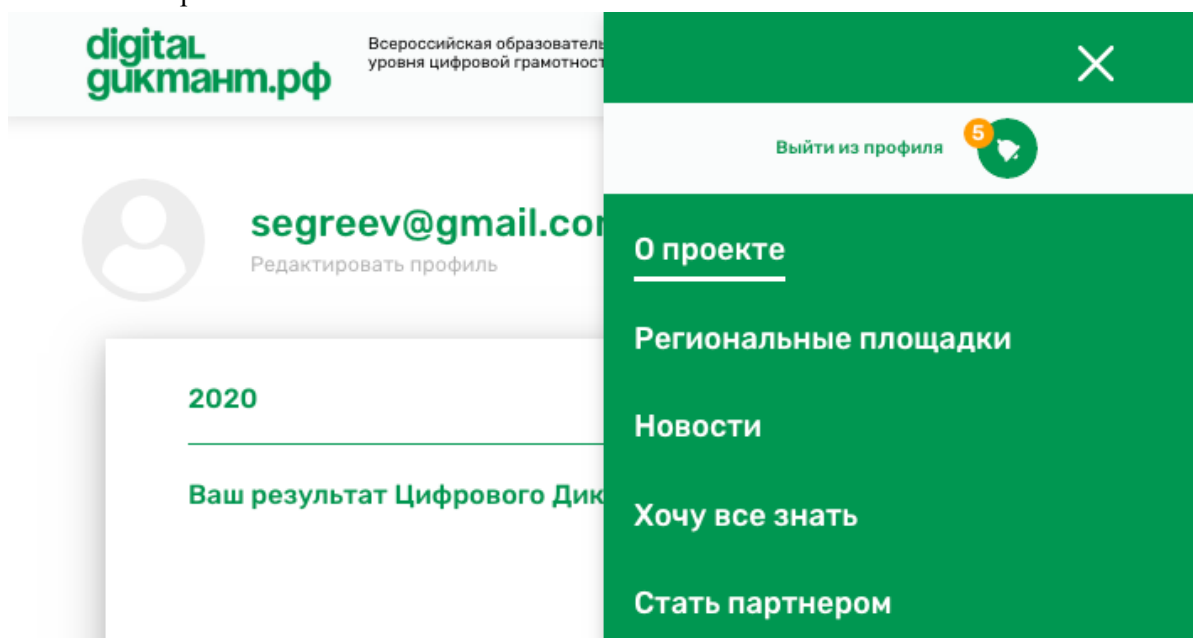 digitaL
диктант.рф
Всероссийская образователь
уровня цифровой грамотност
Выйти из профиля
5
segreev@gmail.cor
Редактировать профиль
О проекте
Региональные площадки
2020
Новости
Ваш результат Цифрового Дик
Хочу все знать
Стать партнером